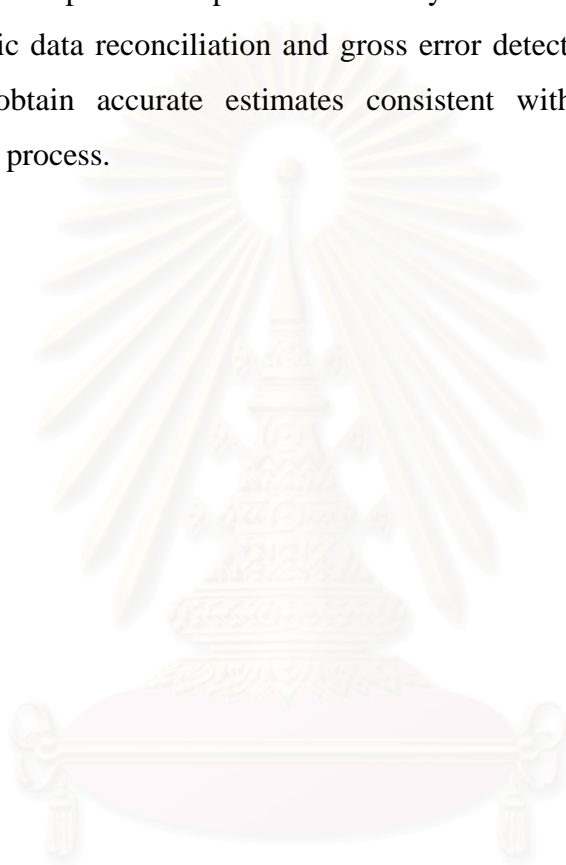 ic data reconciliation and gross error detect
obtain accurate estimates consistent with
process.